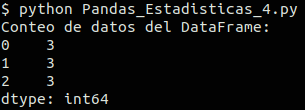 $ python Pandas_Estadisticas_4.py
Conteo de datos del DataFrame:
0    3
1    3
2    3
dtype: int64